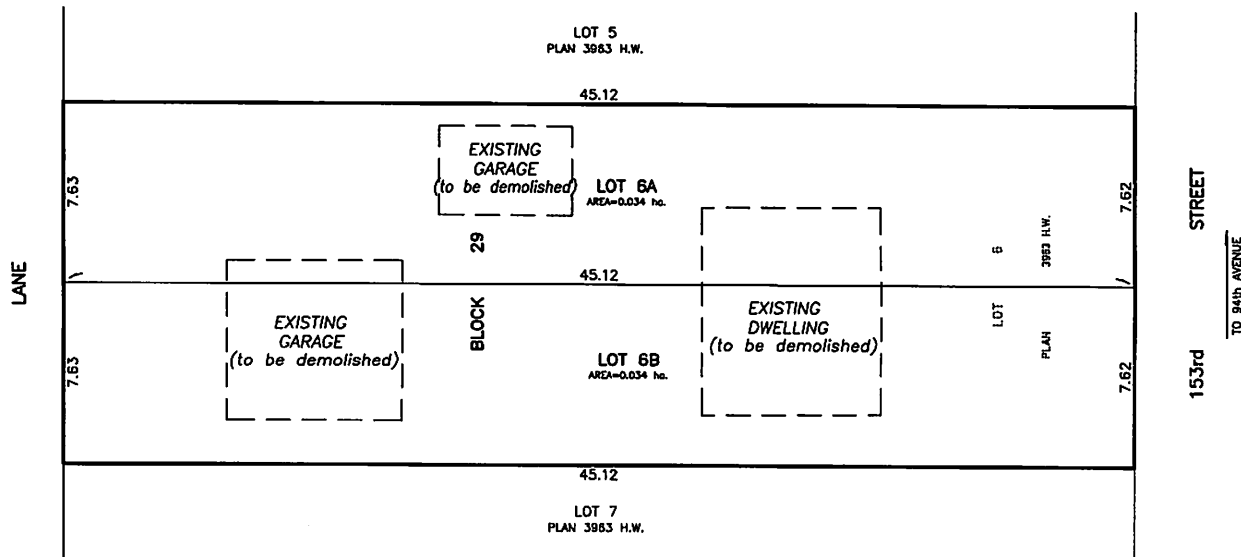 LOT 5
PLAN 3983 H.W.
45.12
EXISTING
GARAGE
(to be demolished)
LOT 6A
AREA=0.034 ha.
7.63
7.62
29
6
3983 H.W.
STREET
LANE
45.12
TO 94th AVENUE
EXISTING
GARAGE
(to be demolished)
BLOCK
EXISTING
DWELLING
(to be demolished)
LOT
PLAN
LOT 6B
AREA=0.034 ha.
7.63
7.62
153rd
45.12
LOT 7
PLAN 3983 H.W.